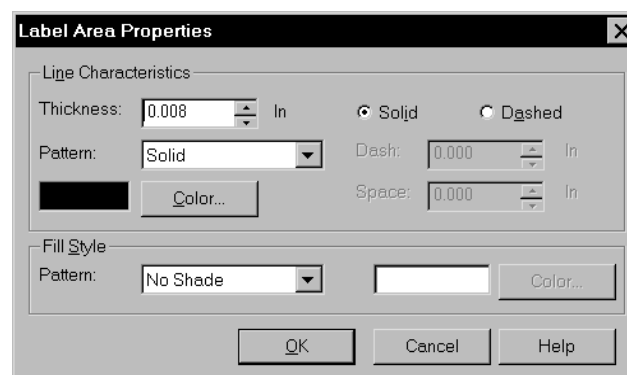 Label Area Properties
Line Characteristics
Thickness: 0.008 In Solid Dashed
Pattern: Solid Dash: 0.000 In
Color... Space: 0.000 In
Fill Style
Pattern: No Shade Color...
OK Cancel Help